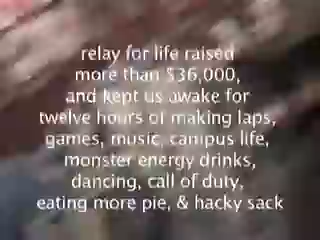 relay for life raised
more than $36,000,
and kept us awake for
twelve hours of making laps,
games, music, campus life,
monster energy drinks,
dancing, call of duty,
eating more pie, & hacky sack